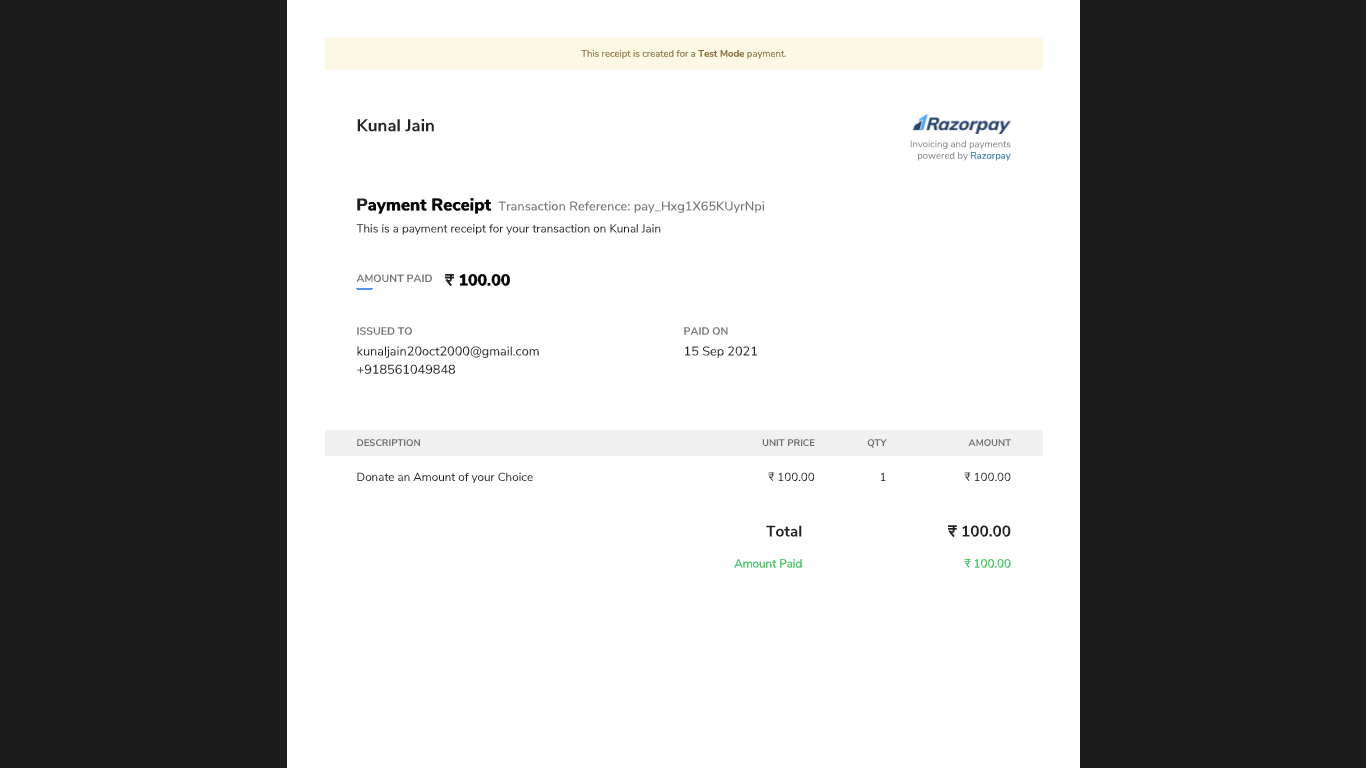 This receipt is created for a Test Mode payment.
Kunal Jain
Razorpay
Invoicing and payments
powered by Razorpay
Payment Receipt Transaction Reference: pay_Hxg1X65KUyrNpi
This is a payment receipt for your transaction on Kunal Jain
AMOUNT PAID ₹ 100.00
ISSUED TO PAID ON
kunaljain20oct2000@gmail.com 15 Sep 2021
+918561049848
DESCRIPTION UNIT PRICE QTY AMOUNT
Donate an Amount of your Choice ₹ 100.00 1 ₹ 100.00
Total ₹ 100.00
Amount Paid ₹ 100.00